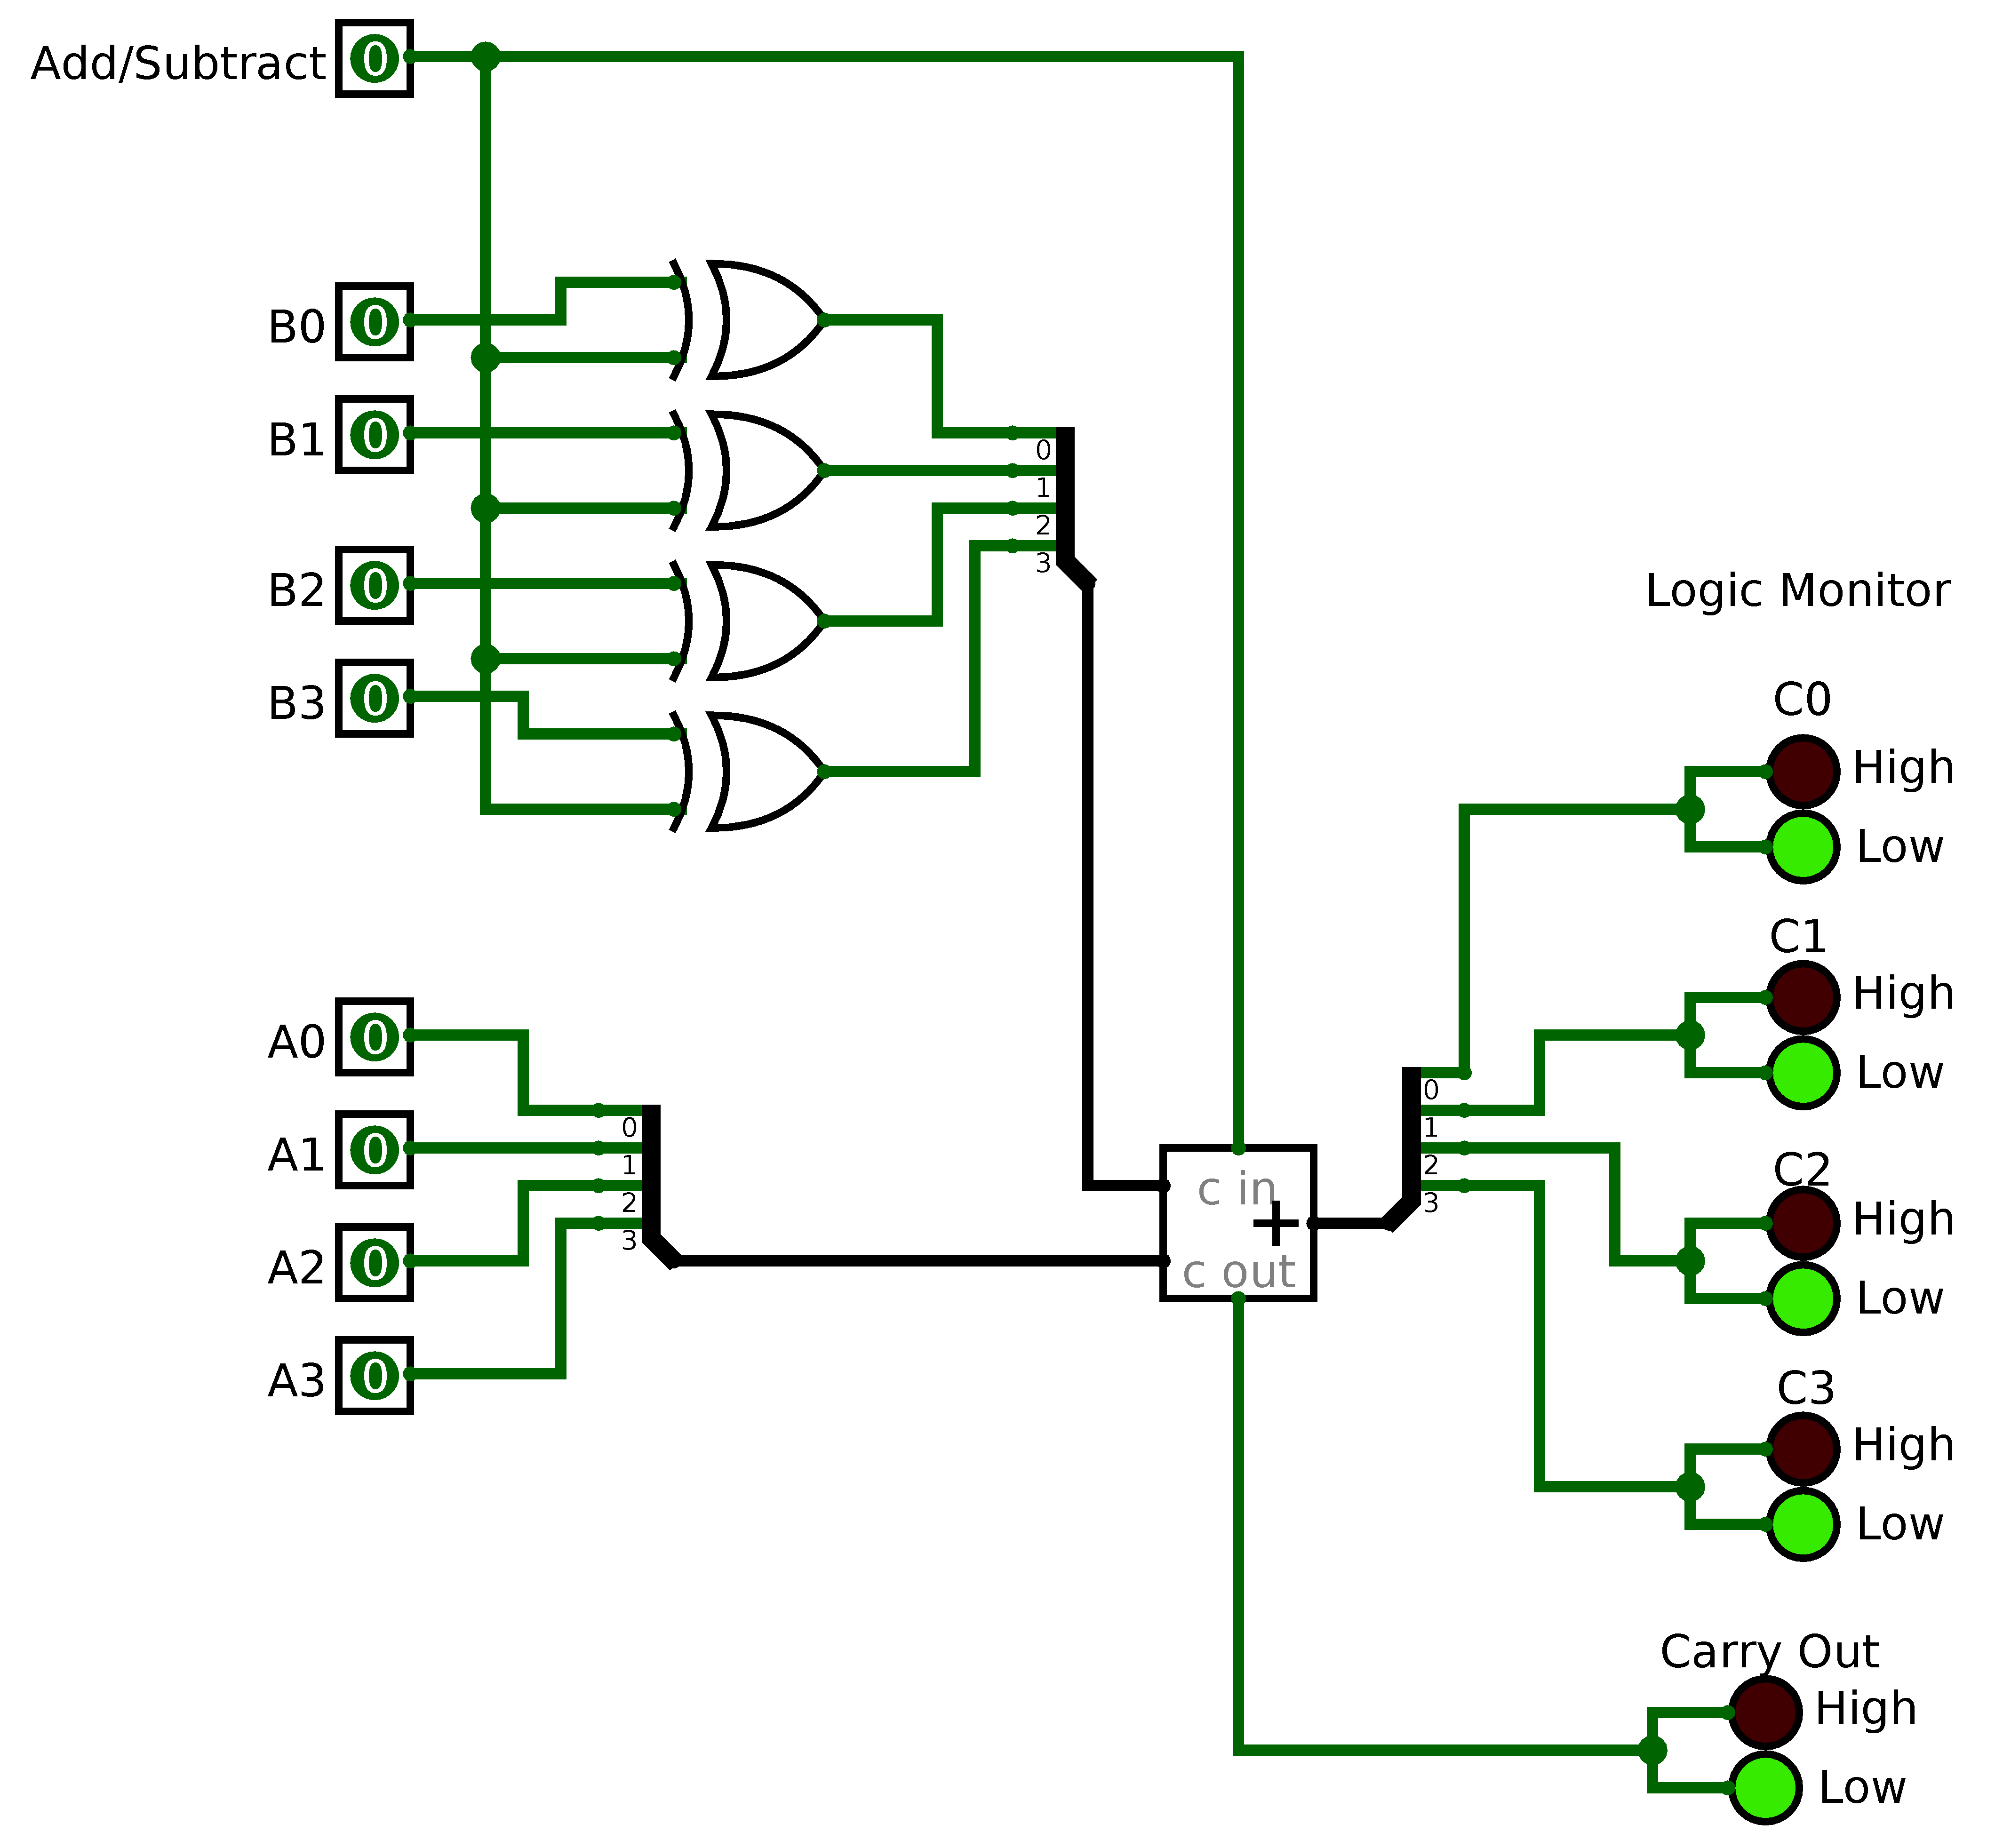 Add/Subtract 0
B0 0
B1 0
0
1
2
3
B2 0
B3 0
Logic Monitor
C0
High
Low
C1
High
Low
A0 0
A1 0
A2 0
A3 0
0
1
2
3
c in
+
c out
0
1
2
3
C2
High
Low
C3
High
Low
Carry Out
High
Low